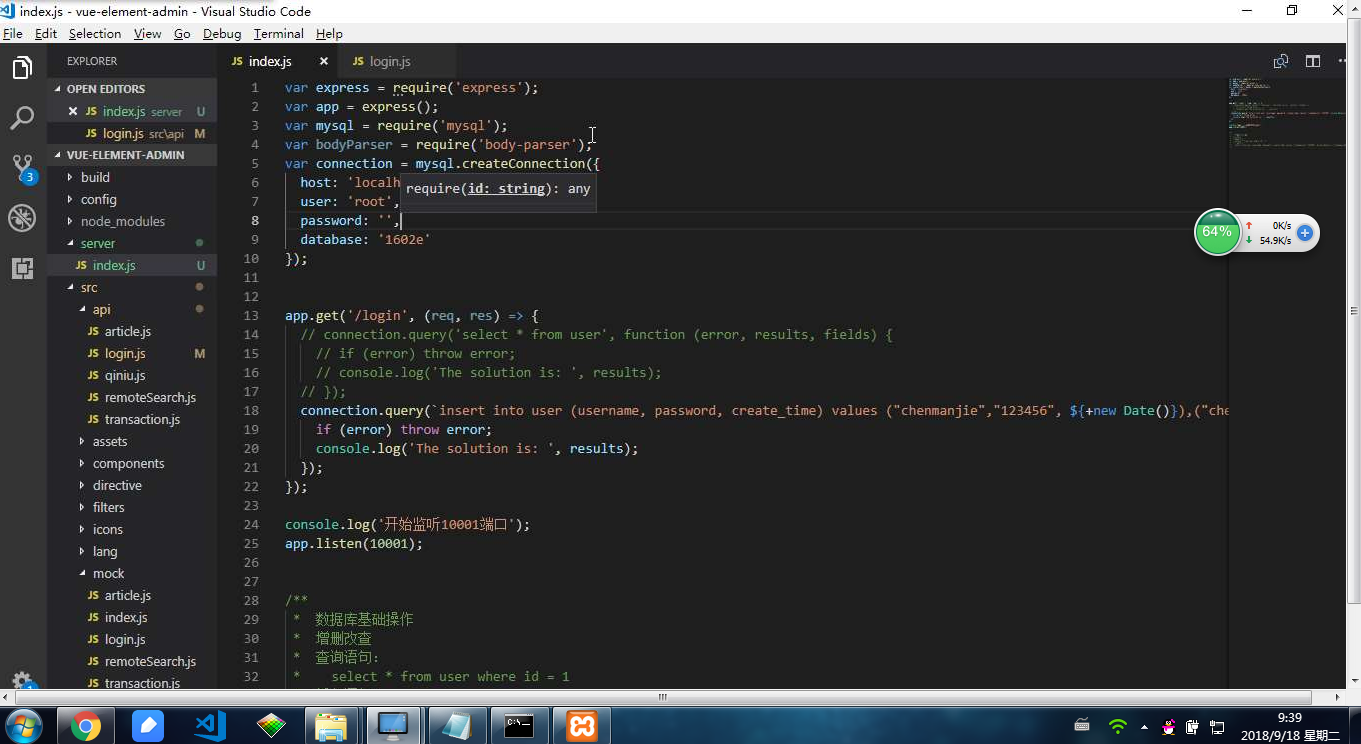 index.js - vue-element-admin - Visual Studio Code
File Edit Selection View Go Debug Terminal Help
EXPLORER
OPEN EDITORS
JS index.js server U
JS login.js src\api M
VUE-ELEMENT-ADMIN
build
config
node_modules
server
JS index.js U
src
api
JS article.js
JS login.js M
JS qiniu.js
JS remoteSearch.js
JS transaction.js
assets
components
directive
filters
icons
lang
mock
JS article.js
JS index.js
JS login.js
JS remoteSearch.js
JS transaction.js
3
1
JS index.js
JS login.js
1 var express = require('express');
2 var app = express();
3 var mysql = require('mysql');
4 var bodyParser = require('body-parser');
5 var connection = mysql.createConnection({
6 host: 'localh
require(id: string): any
7 user: 'root',
8 password: '',
9 database: '1602e'
10 });
11
12
13 app.get('/login', (req, res) => {
14 // connection.query('select * from user', function (error, results, fields) {
15 // if (error) throw error;
16 // console.log('The solution is: ', results);
17 // });
18 connection.query(`insert into user (username, password, create_time) values ("chenmanjie","123456", ${+new Date()}),("che
19 if (error) throw error;
20 console.log('The solution is: ', results);
21 });
22 });
23
24 console.log('开始监听10001端口');
25 app.listen(10001);
26
27
28 /**
29 * 数据库基础操作
30 * 增删改查
31 * 查询语句:
32 * select * from user where id = 1
64%
0K/s
54.9K/s
9:39
2018/9/18 星期二